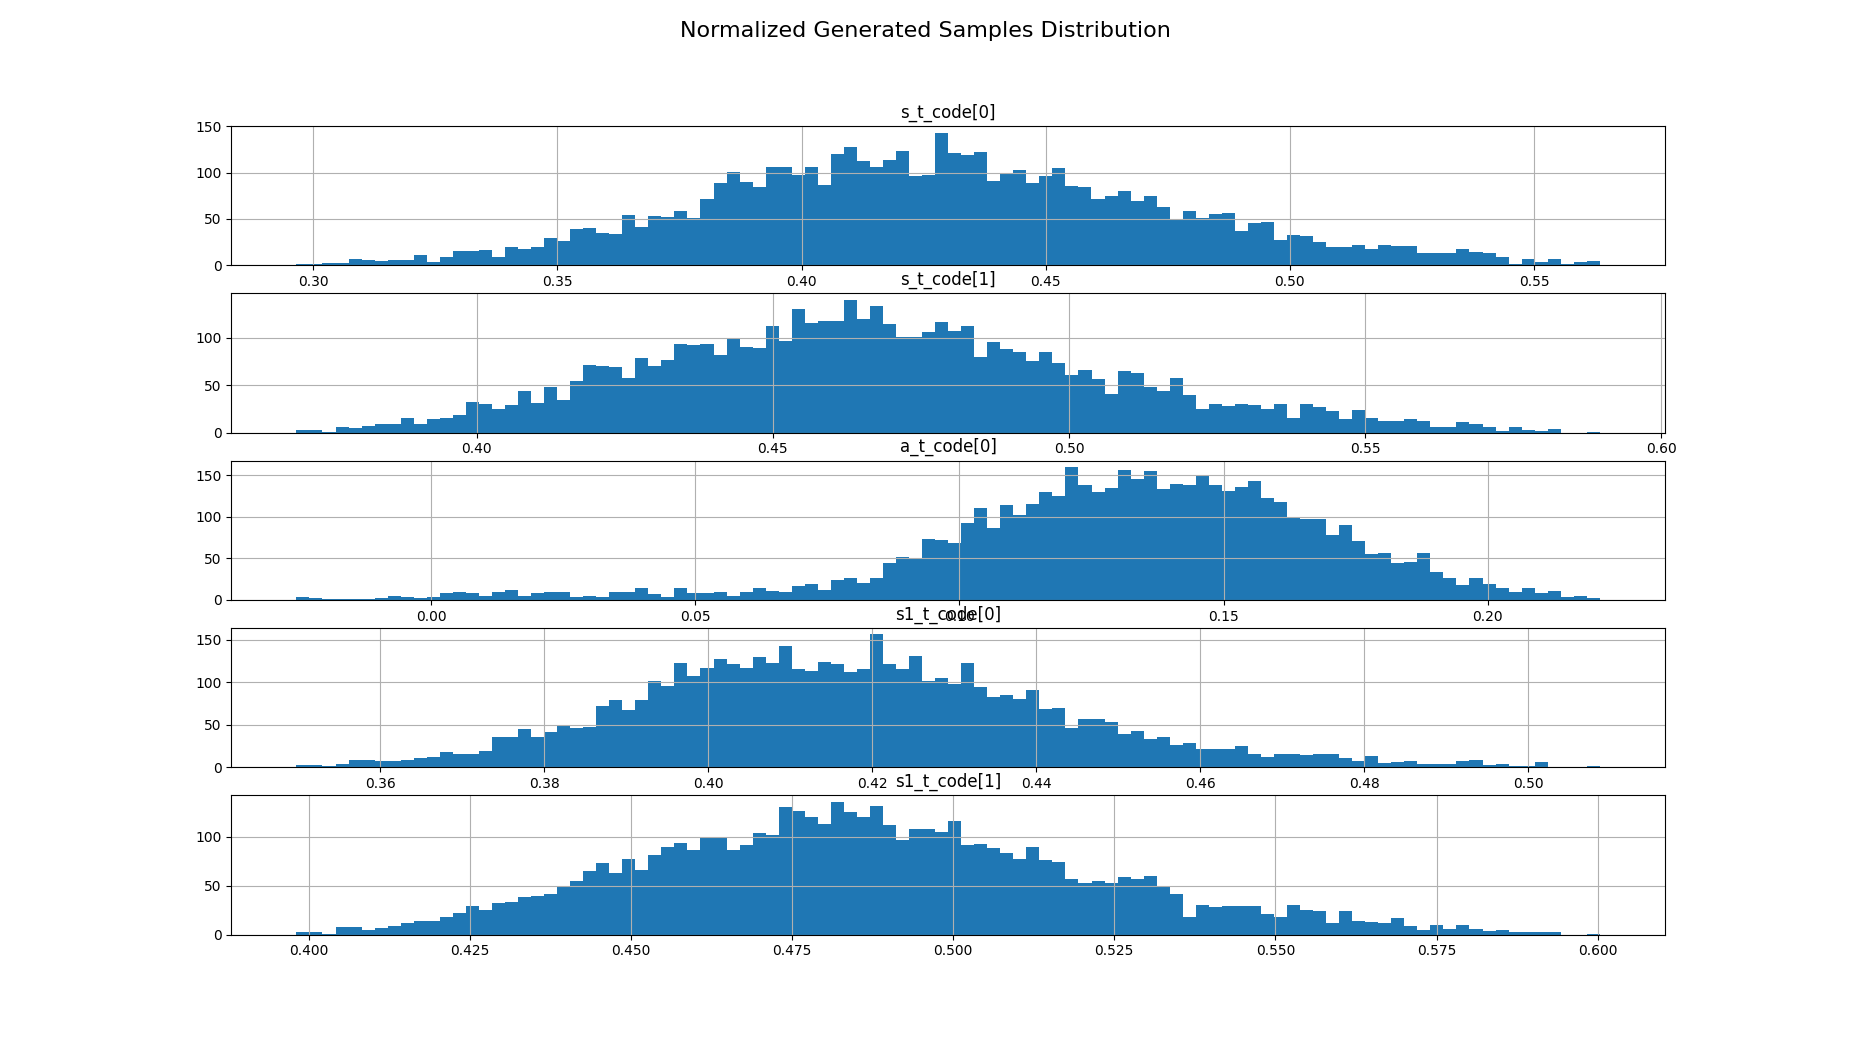 Normalized Generated Samples Distribution
s_t_code[0]
150
100
50
0
0.30 0.35 0.40 0.45 0.50 0.55
s_t_code[1]
100
50
0
0.40 0.45 0.50 0.55 0.60
a_t_code[0]
150
100
50
0
0.00 0.05 0.10 0.15 0.20
s1_t_code[0]
150
100
50
0
0.36 0.38 0.40 0.42 0.44 0.46 0.48 0.50
s1_t_code[1]
100
50
0
0.400 0.425 0.450 0.475 0.500 0.525 0.550 0.575 0.600